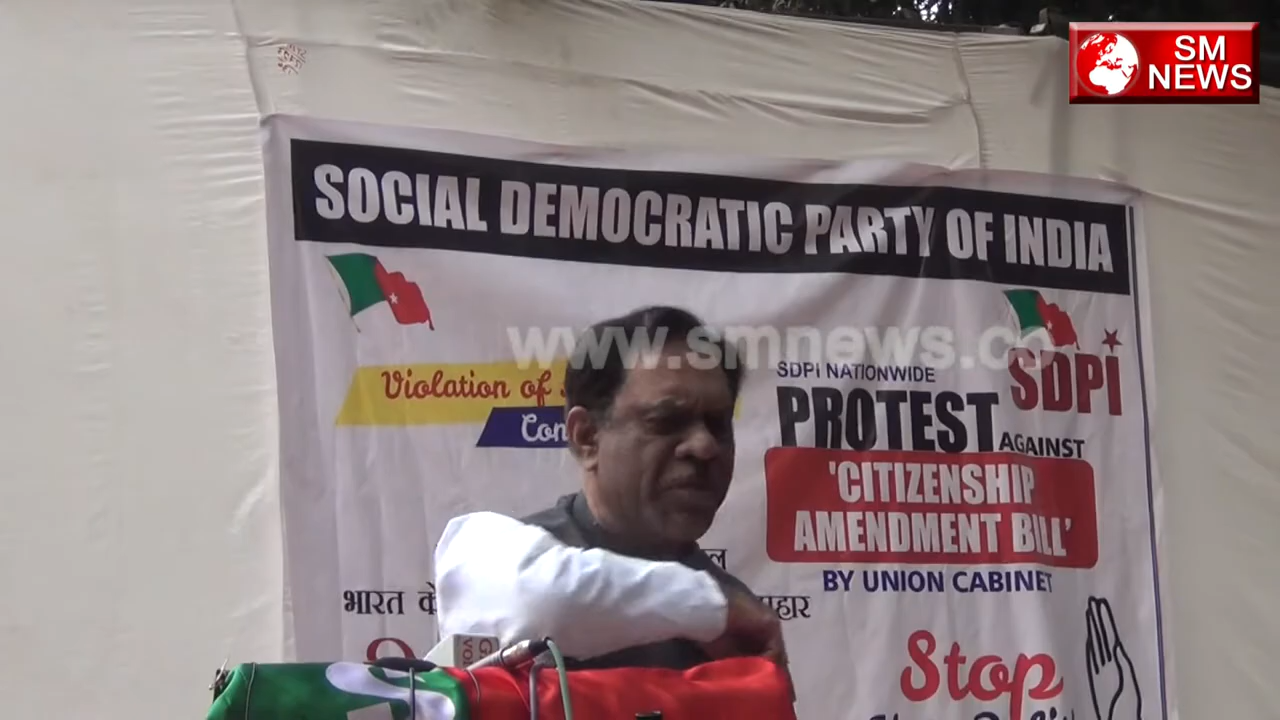 SM
NEWS
SOCIAL DEMOCRATIC PARTY OF INDIA
www.smnews.co
SDPI NATIONWIDE
SDPI
Violation of
PROTEST
AGAINST
'CITIZENSHIP
AMENDMENT BILL'
BY UNION CABINET
भारत के
Stop